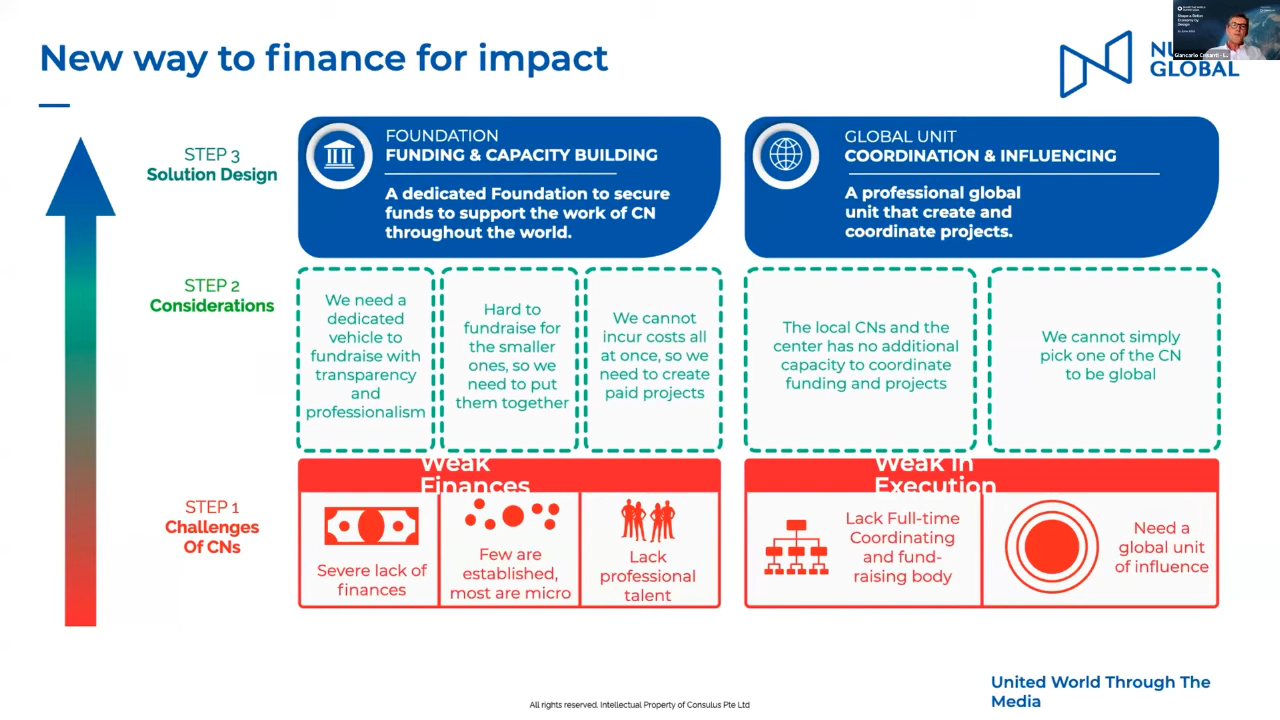 New way to finance for impact
GLOBAL
STEP 3
Solution Design
FOUNDATION
FUNDING & CAPACITY BUILDING
A dedicated Foundation to secure
funds to support the work of CN
throughout the world.
GLOBAL UNIT
COORDINATION & INFLUENCING
A professional global
unit that create and
coordinate projects.
STEP 2
Considerations
We need a
dedicated
vehicle to
fundraise with
transparency
and
professionalism
Hard to
fundraise for
the smaller
ones, so we
need to put
them together
We cannot
incur costs all
at once, so we
need to create
paid projects
The local CNs and the
center has no additional
capacity to coordinate
funding and projects
We cannot simply
pick one of the CN
to be global
STEP 1
Challenges
Of CNs
Weak
Finances
Severe lack of
finances
Few are
established,
most are micro
Lack
professional
talent
Weak in
Execution
Lack Full-time
Coordinating
and fund-
raising body
Need a
global unit
of influence
United World Through The
Media
All rights reserved. Intellectual Property of Consulus Pte Ltd